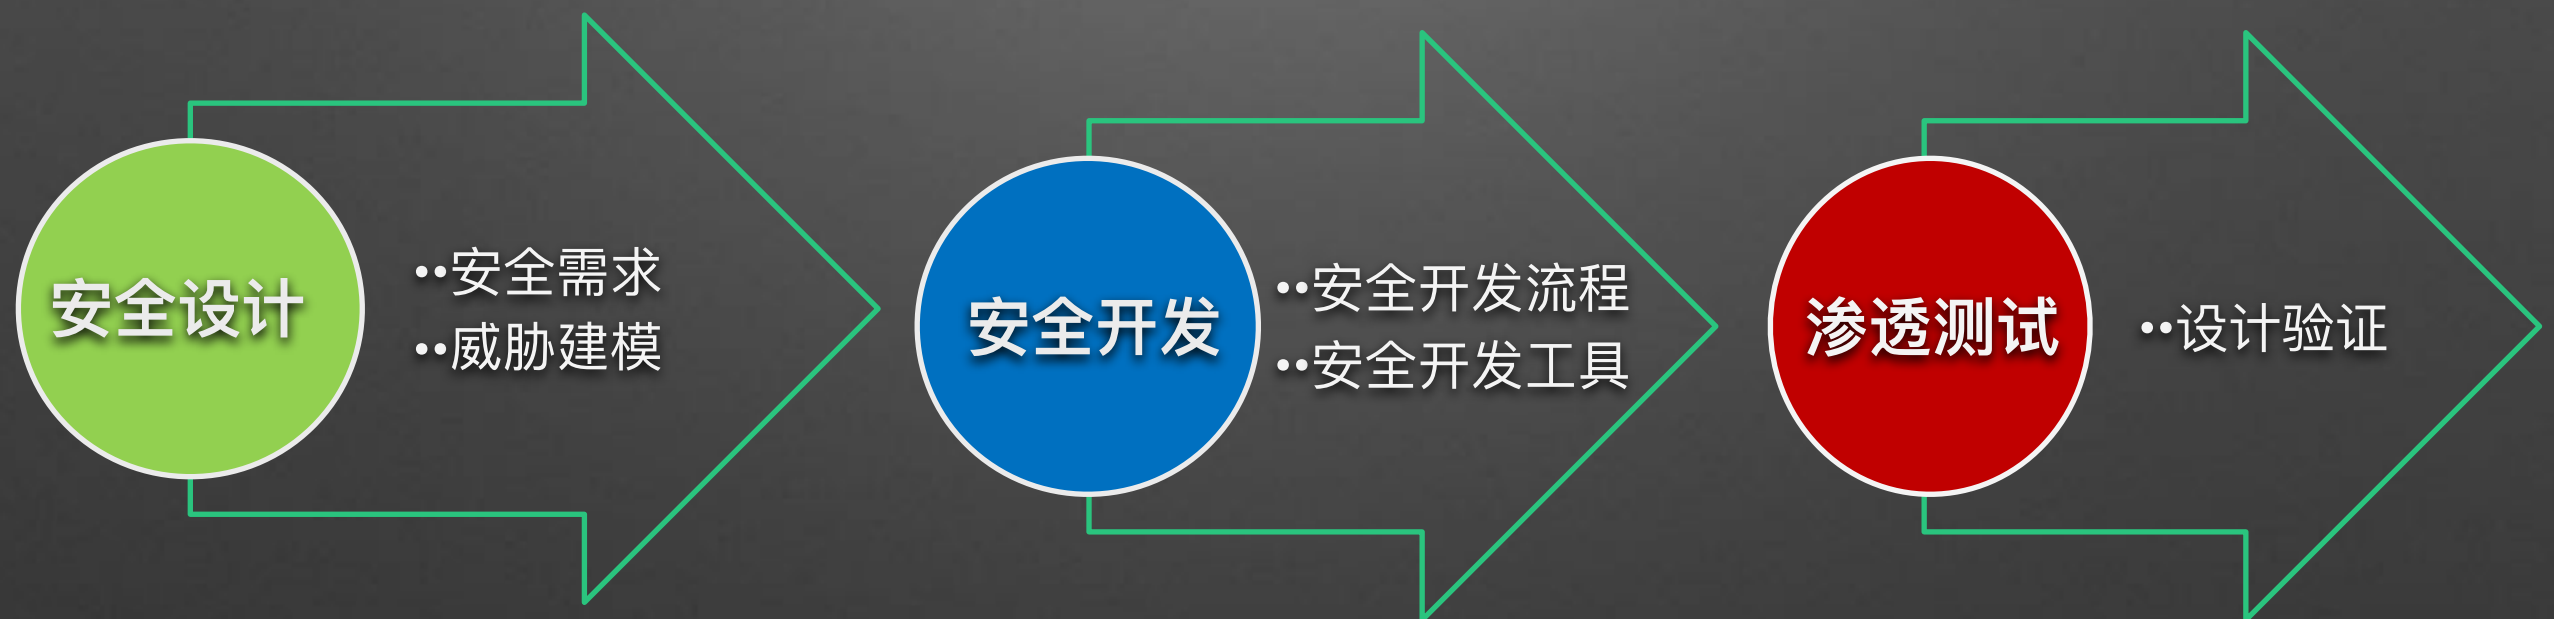 安全设计
••安全需求
••威胁建模
安全开发
••安全开发流程
••安全开发工具
渗透测试
••设计验证